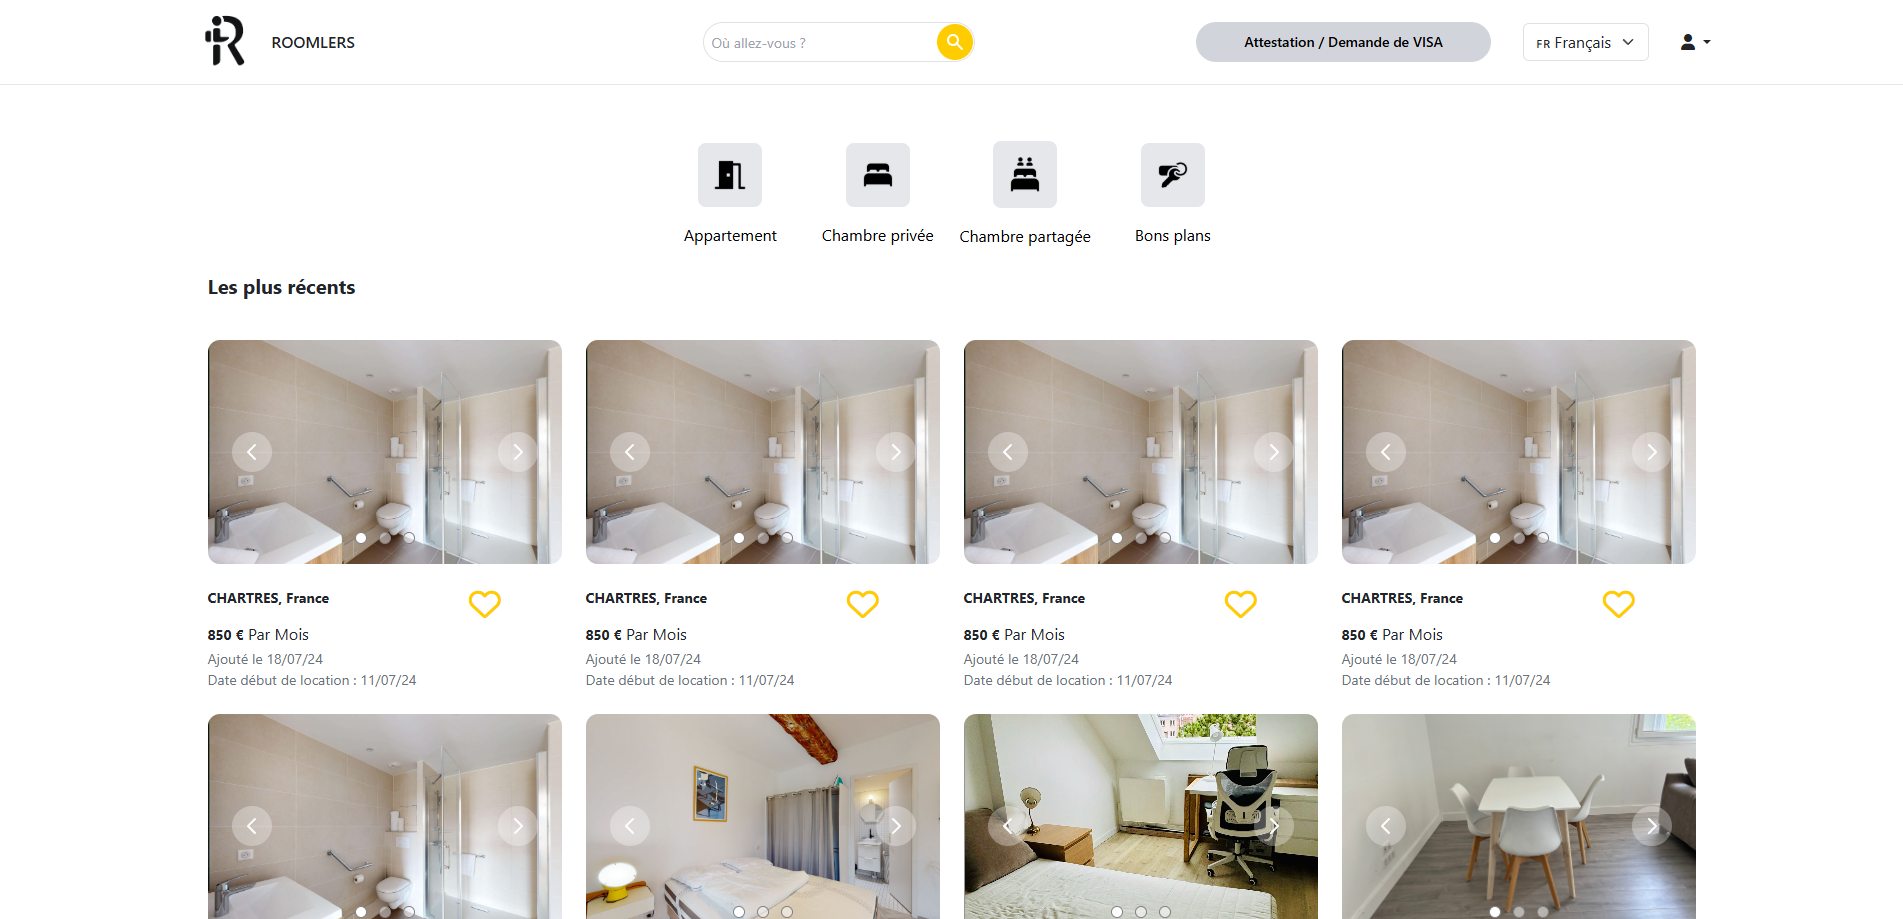 ROOMLERS
Où allez-vous ?
Attestation / Demande de VISA
FR Français
Appartement
Chambre privée
Chambre partagée
Bons plans
Les plus récents
CHARTRES, France
850 € Par Mois
Ajouté le 18/07/24
Date début de location : 11/07/24
CHARTRES, France
850 € Par Mois
Ajouté le 18/07/24
Date début de location : 11/07/24
CHARTRES, France
850 € Par Mois
Ajouté le 18/07/24
Date début de location : 11/07/24
CHARTRES, France
850 € Par Mois
Ajouté le 18/07/24
Date début de location : 11/07/24